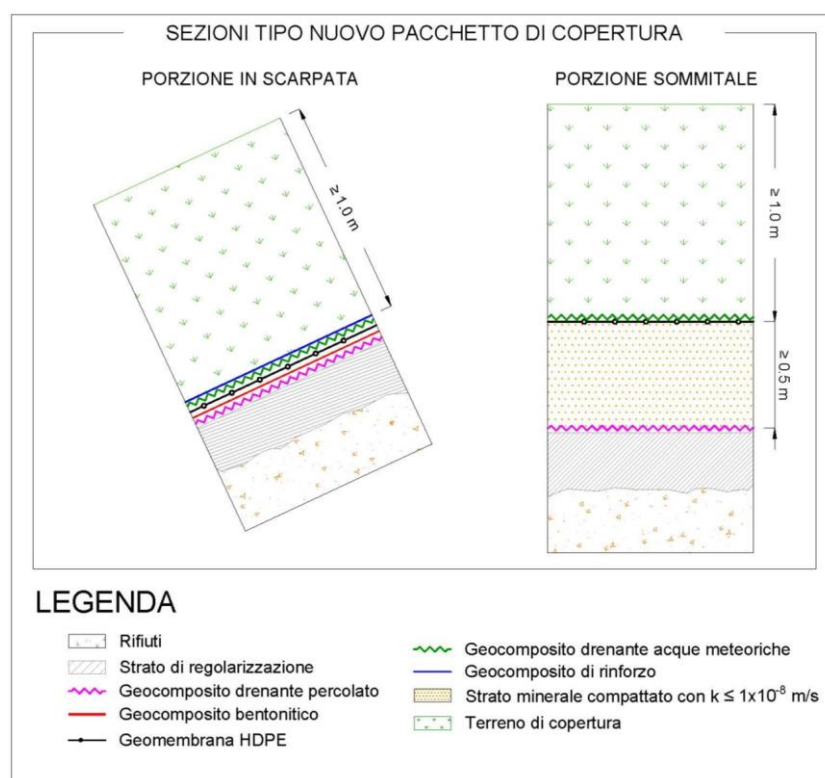 SEZIONI TIPO NUOVO PACCHETTO DI COPERTURA
PORZIONE IN SCARPATA
PORZIONE SOMMITALE
≥ 1.0 m
≥ 1.0 m
≥ 0.5 m
LEGENDA
Rifiuti
Strato di regolarizzazione
Geocomposito drenante percolato
Geocomposito bentonitico
Geomembrana HDPE
Geocomposito drenante acque meteoriche
Geocomposito di rinforzo
Strato minerale compattato con k ≤ 1x10⁻⁸ m/s
Terreno di copertura